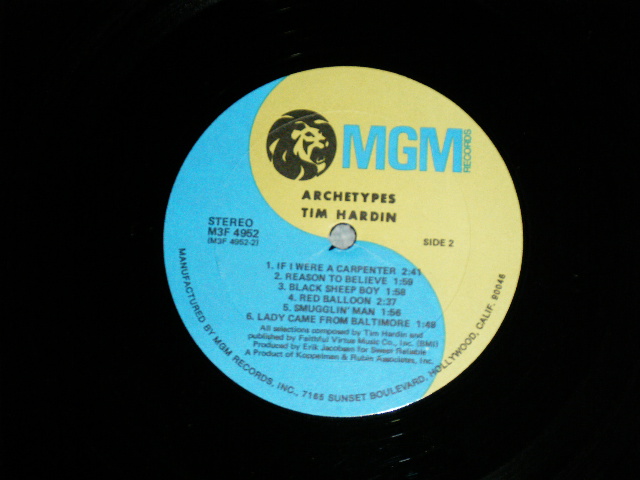 MGM
RECORDS
ARCHETYPES
TIM HARDIN
STEREO
M3F 4952
(M3F 4952-2)
SIDE 2
1. IF I WERE A CARPENTER 2:41
2. REASON TO BELIEVE 1:59
3. BLACK SHEEP BOY 1:58
4. RED BALLOON 2:37
5. SMUGGLIN' MAN 1:56
6. LADY CAME FROM BALTIMORE 1:49
All selections composed by Tim Hardin and
published by Faithful Virtue Music Co., Inc. (BMI)
Produced by Erik Jacobsen for Sweet Reliable
A Product of Koppelman & Rubin Associates, Inc.
MANUFACTURED BY MGM RECORDS, INC., 7165 SUNSET BOULEVARD, HOLLYWOOD, CALIF. 90046